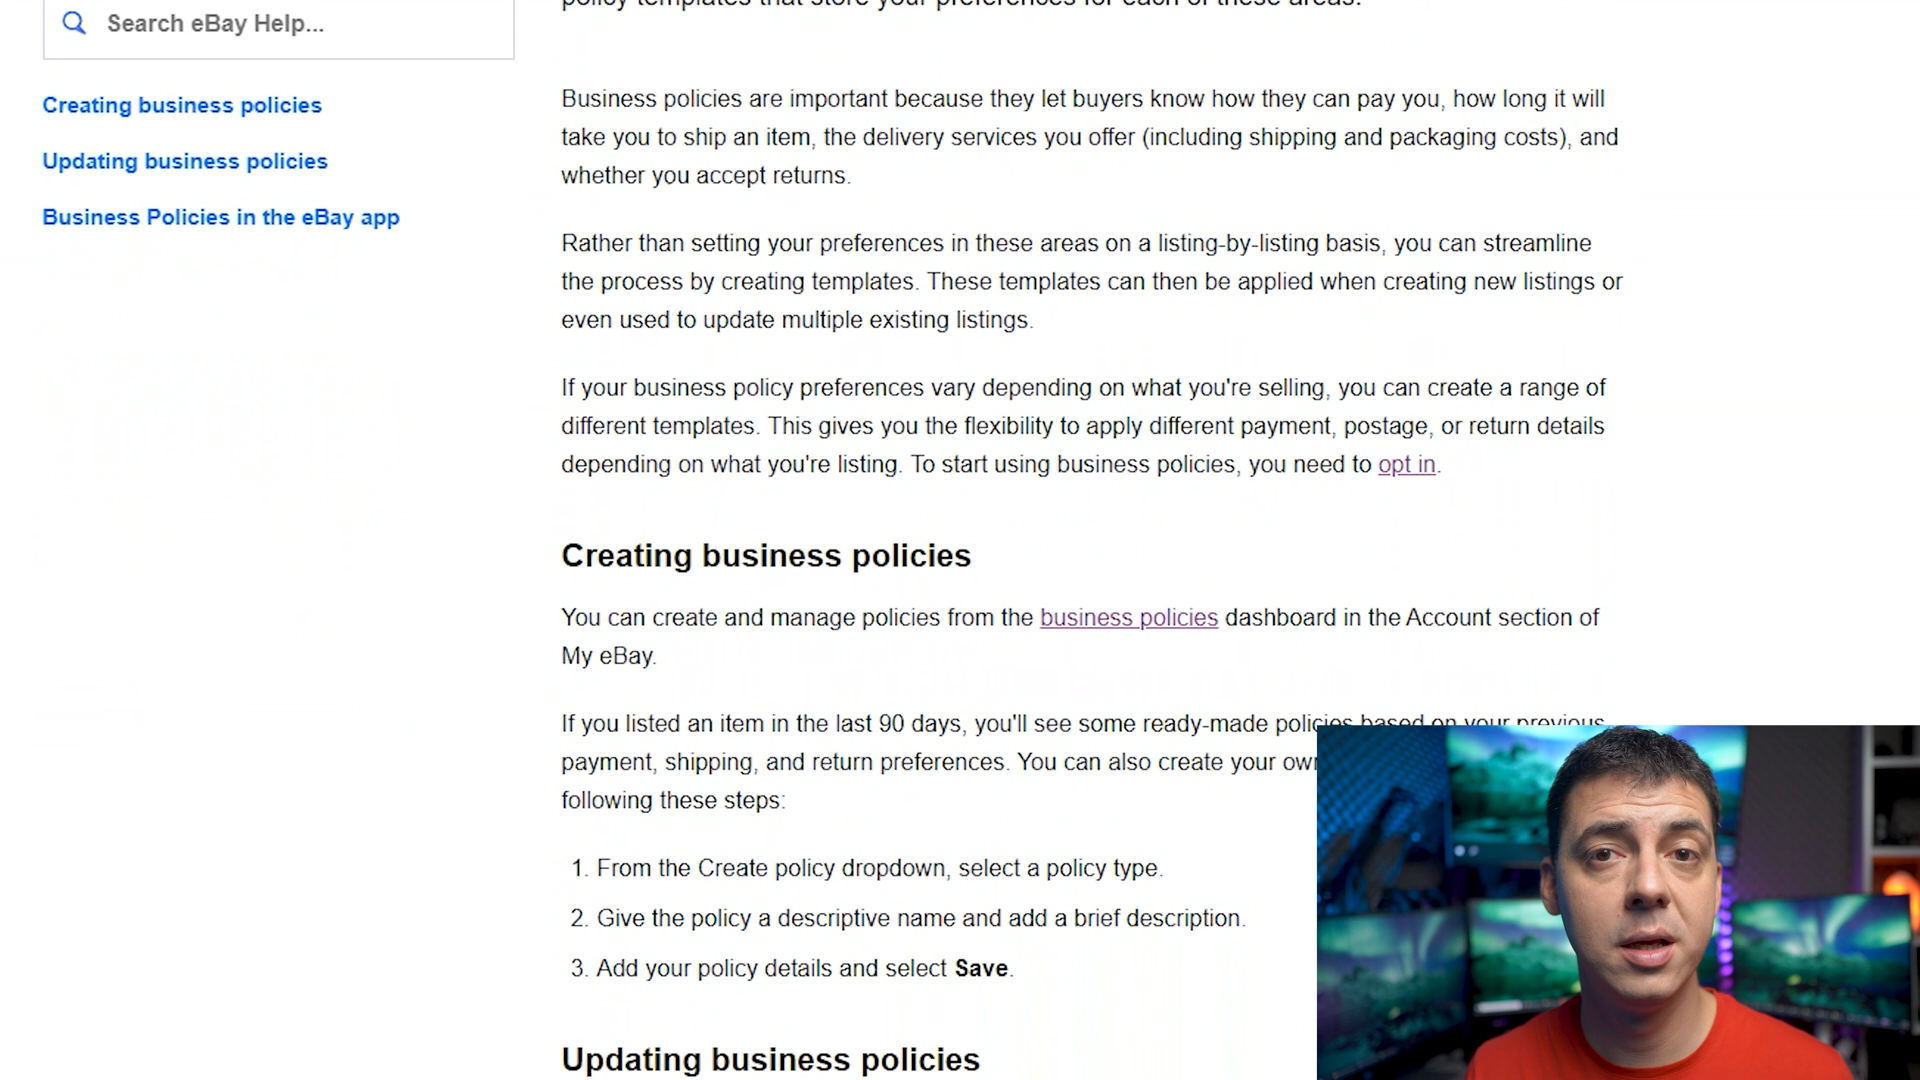 policy templates that store your preferences for each of these areas.
Search eBay Help...
Creating business policies
Updating business policies
Business Policies in the eBay app
Business policies are important because they let buyers know how they can pay you, how long it will
take you to ship an item, the delivery services you offer (including shipping and packaging costs), and
whether you accept returns.
Rather than setting your preferences in these areas on a listing-by-listing basis, you can streamline
the process by creating templates. These templates can then be applied when creating new listings or
even used to update multiple existing listings.
If your business policy preferences vary depending on what you're selling, you can create a range of
different templates. This gives you the flexibility to apply different payment, postage, or return details
depending on what you're listing. To start using business policies, you need to opt in.
Creating business policies
You can create and manage policies from the business policies dashboard in the Account section of
My eBay.
If you listed an item in the last 90 days, you'll see some ready-made policies based on your previous
payment, shipping, and return preferences. You can also create your own
following these steps:
1. From the Create policy dropdown, select a policy type.
2. Give the policy a descriptive name and add a brief description.
3. Add your policy details and select Save.
Updating business policies